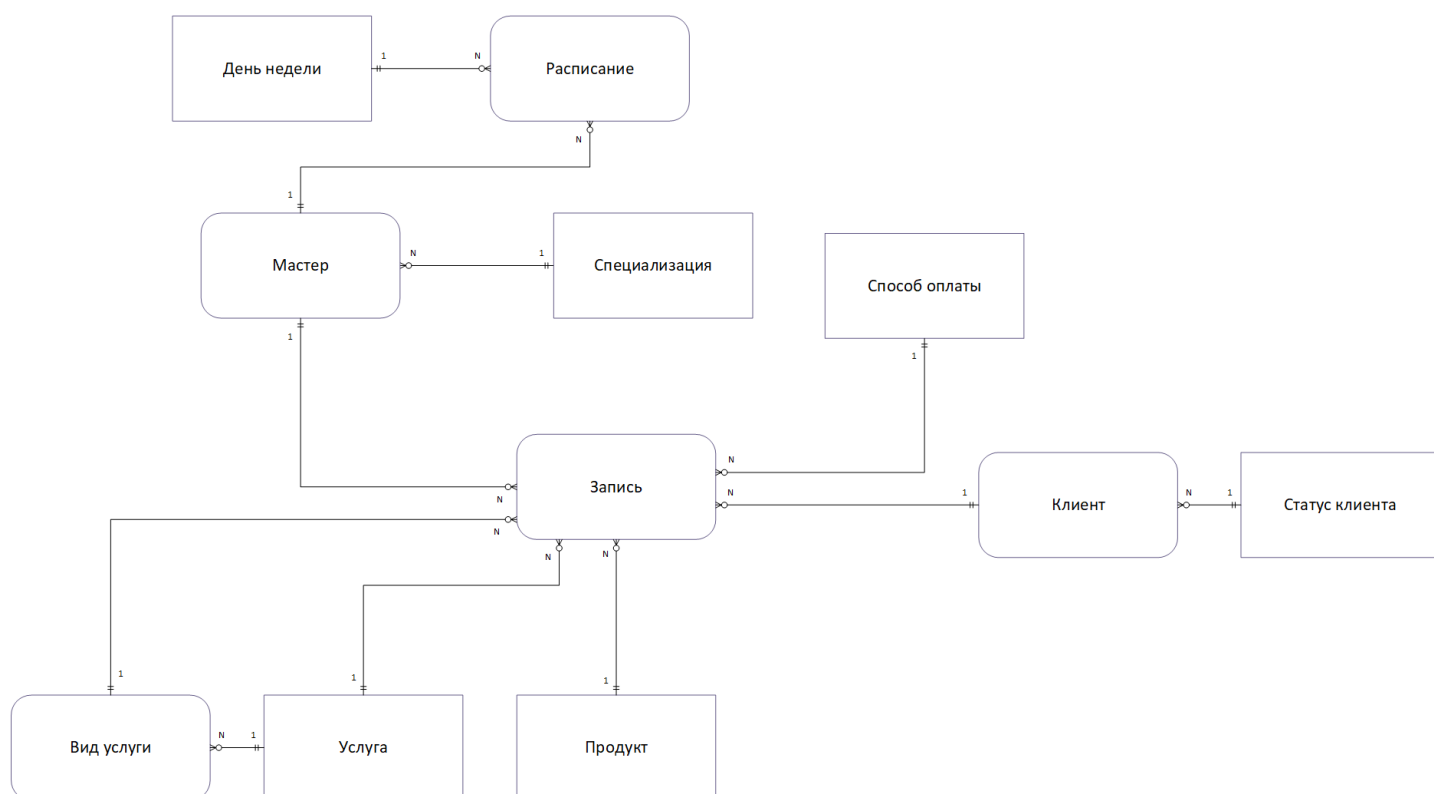 1
N
День недели
Расписание
N
1
Мастер
N
1
Специализация
Способ оплаты
1
1
N
N
Запись
N
N
1
Клиент
N
1
Статус клиента
N
N
N
1
1
1
Вид услуги
N
1
Услуга
Продукт